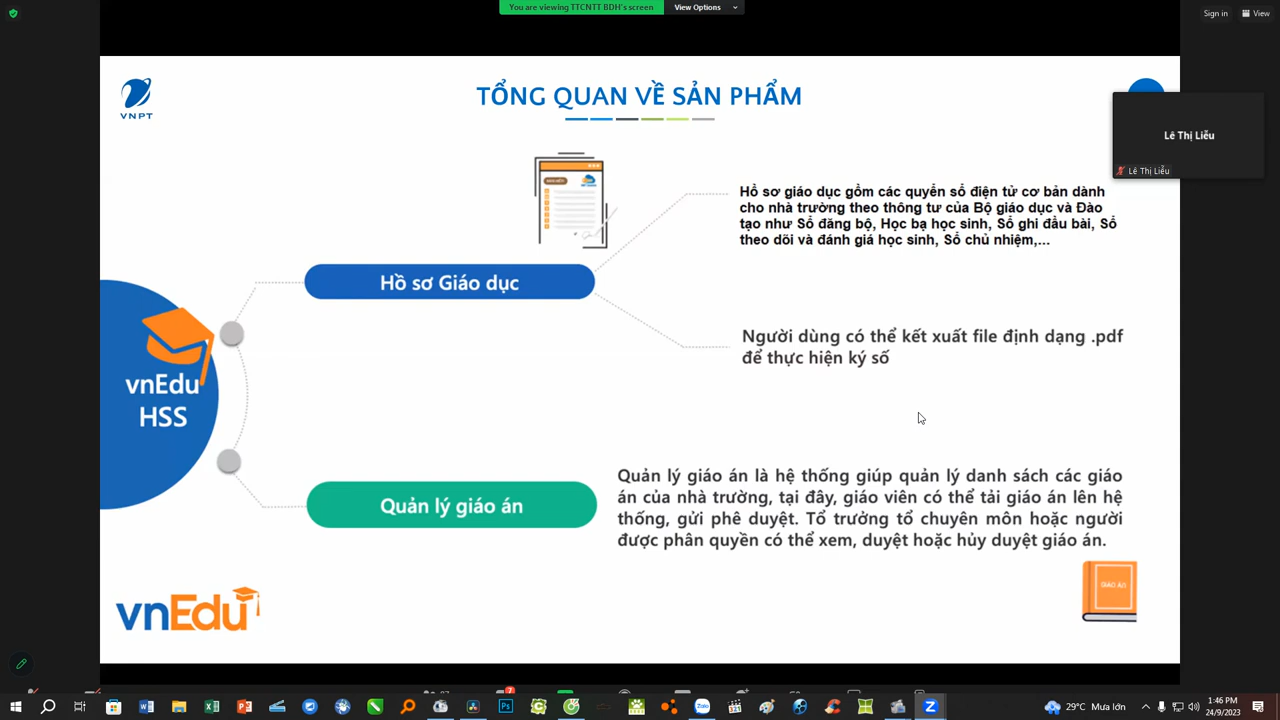 You are viewing TTCNTT BDH's screen
View Options
Sign in
View
VNPT
TỔNG QUAN VỀ SẢN PHẨM
Lê Thị Liễu
Lê Thị Liễu
Hồ sơ giáo dục gồm các quyển sổ điện tử cơ bản dành
cho nhà trường theo thông tư của Bộ giáo dục và Đào
tạo như Sổ đăng bộ, Học bạ học sinh, Sổ ghi đầu bài, Sổ
theo dõi và đánh giá học sinh, Sổ chủ nhiệm,...
Hồ sơ Giáo dục
Người dùng có thể kết xuất file định dạng .pdf
để thực hiện ký số
vnEdu
HSS
Quản lý giáo án
Quản lý giáo án là hệ thống giúp quản lý danh sách các giáo
án của nhà trường, tại đây, giáo viên có thể tải giáo án lên hệ
thống, gửi phê duyệt. Tổ trưởng tổ chuyên môn hoặc người
được phân quyền có thể xem, duyệt hoặc hủy duyệt giáo án.
GIÁO ÁN
vnEdu
7
Zalo
29°C Mưa lớn
1:46 PM
24/9/2023